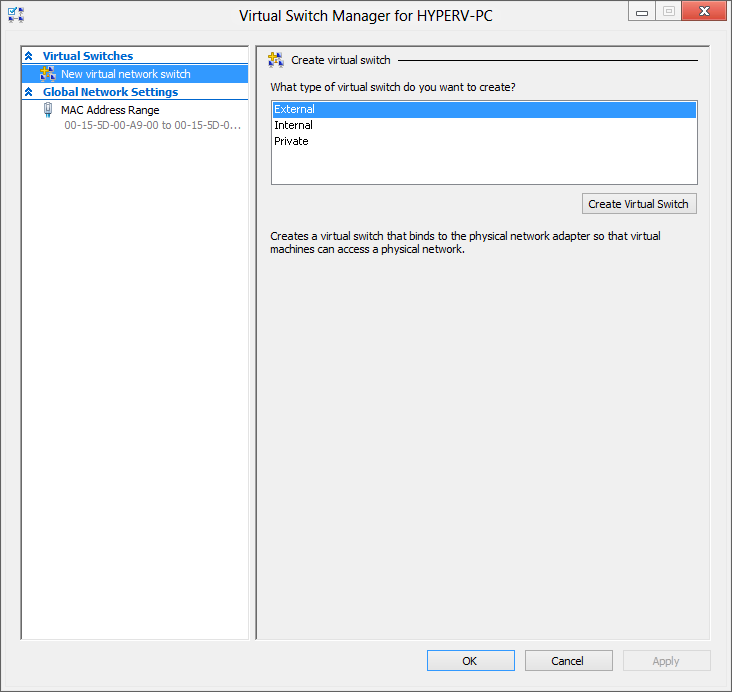 Virtual Switch Manager for HYPERV-PC
Virtual Switches
New virtual network switch
Global Network Settings
MAC Address Range
00-15-5D-00-A9-00 to 00-15-5D-0...
Create virtual switch
What type of virtual switch do you want to create?
External
Internal
Private
Create Virtual Switch
Creates a virtual switch that binds to the physical network adapter so that virtual
machines can access a physical network.
OK
Cancel
Apply